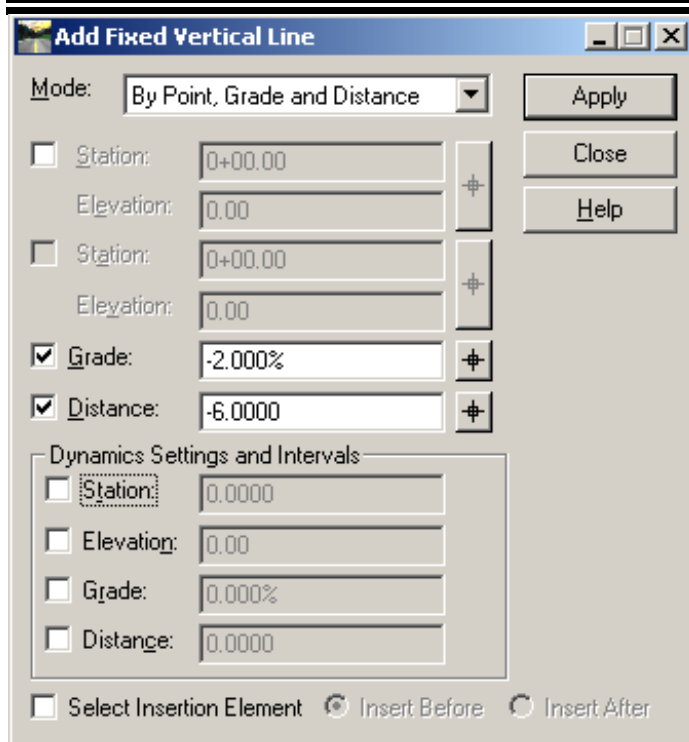 Add Fixed Vertical Line
Mode: By Point, Grade and Distance
Apply
Station: 0+00.00
Close
Elevation: 0.00
Help
Station: 0+00.00
Elevation: 0.00
Grade: -2.000%
Distance: -6.0000
Dynamics Settings and Intervals
Station: 0.0000
Elevation: 0.00
Grade: 0.000%
Distance: 0.0000
Select Insertion Element Insert Before Insert After